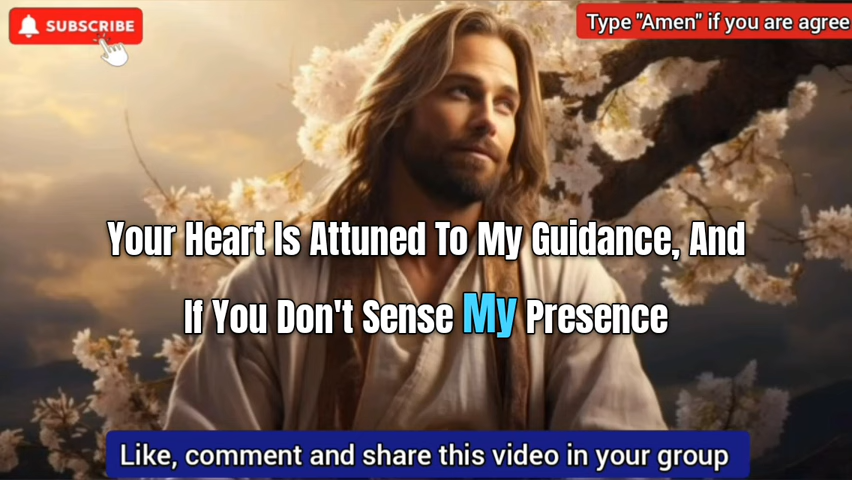 SUBSCRIBE
Type "Amen" if you are agree
Your Heart Is Attuned To My Guidance, And
If You Don't Sense My Presence
Like, comment and share this video in your group